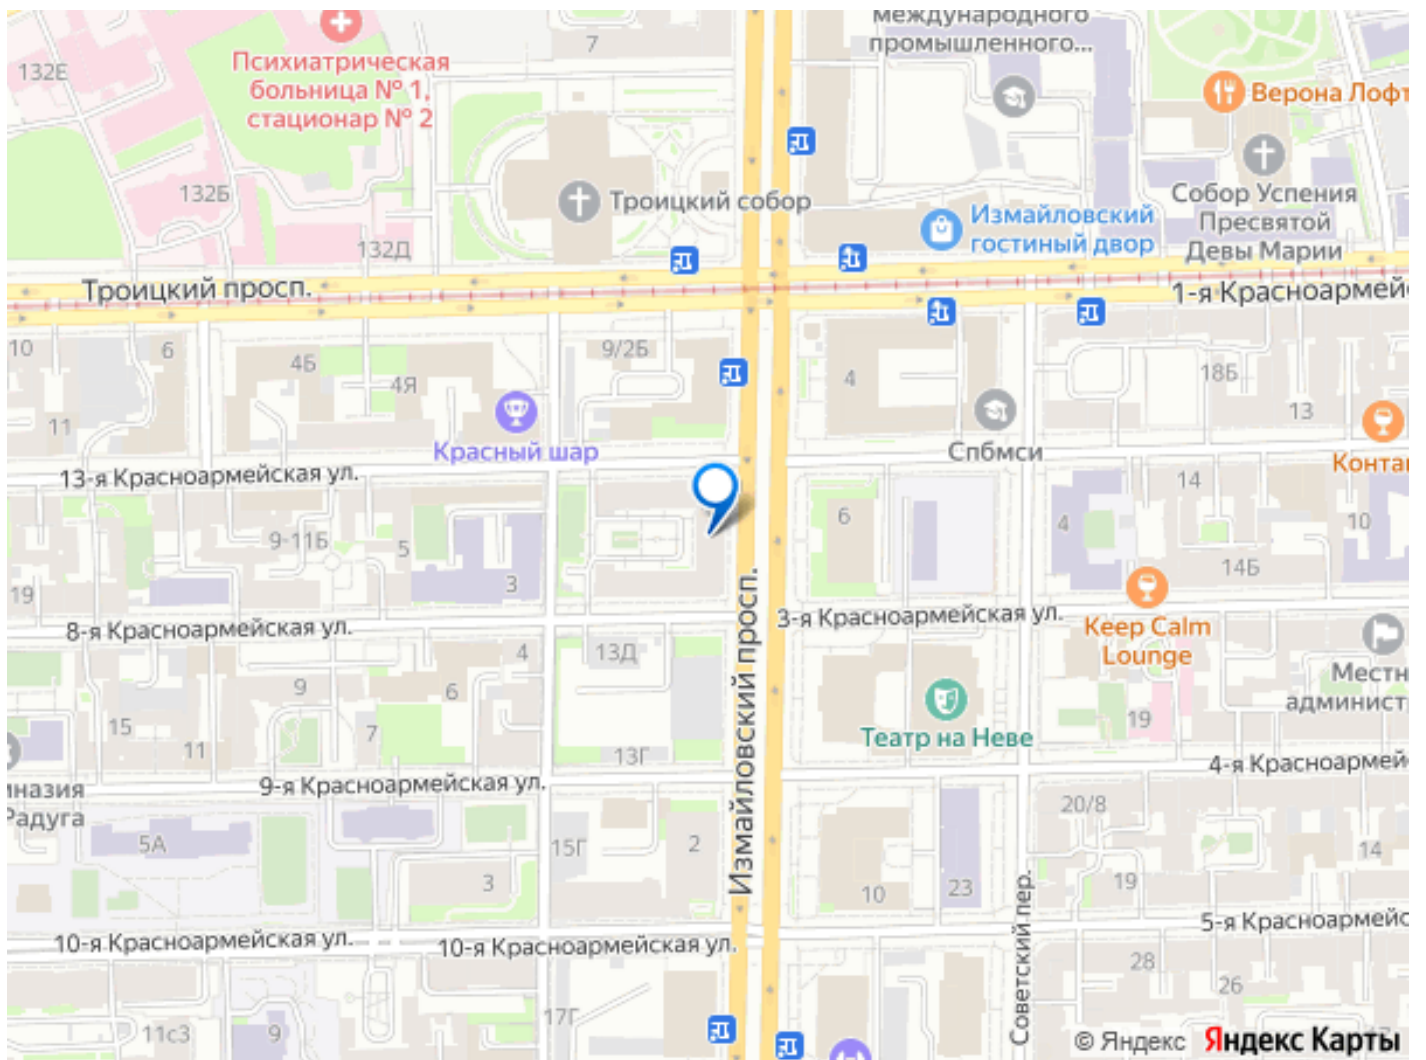 международного
промышленного...
7
132Е
Психиатрическая
больница № 1,
стационар № 2
Верона Лофт
132Б
Троицкий собор
Собор Успения
Пресвятой
Девы Марии
Измайловский
гостиный двор
132Д
Троицкий просп.
1-я Красноармейс
10
6
4Б
9/2Б
4Я
4
18Б
13
11
Красный шар
Спбмси
Конта
13-я Красноармейская ул.
14
9-11Б
5
6
4
10
3
14Б
19
8-я Красноармейская ул.
3-я Красноармейская ул.
Keep Calm
Lounge
13Д
4
9
6
Местн
админист
15
7
11
19
Театр на Неве
13Г
4-я Красноармей
9-я Красноармейская ул.
иназия
Радуга
Измайловский просп.
20/8
5А
15Г
2
14
3
10
23
19
5-я Красноармейс
10-я Красноармейская ул.
10-я Красноармейская ул.
Советский пер.
28
26
17Г
11с3
9
© Яндекс Яндекс Карты